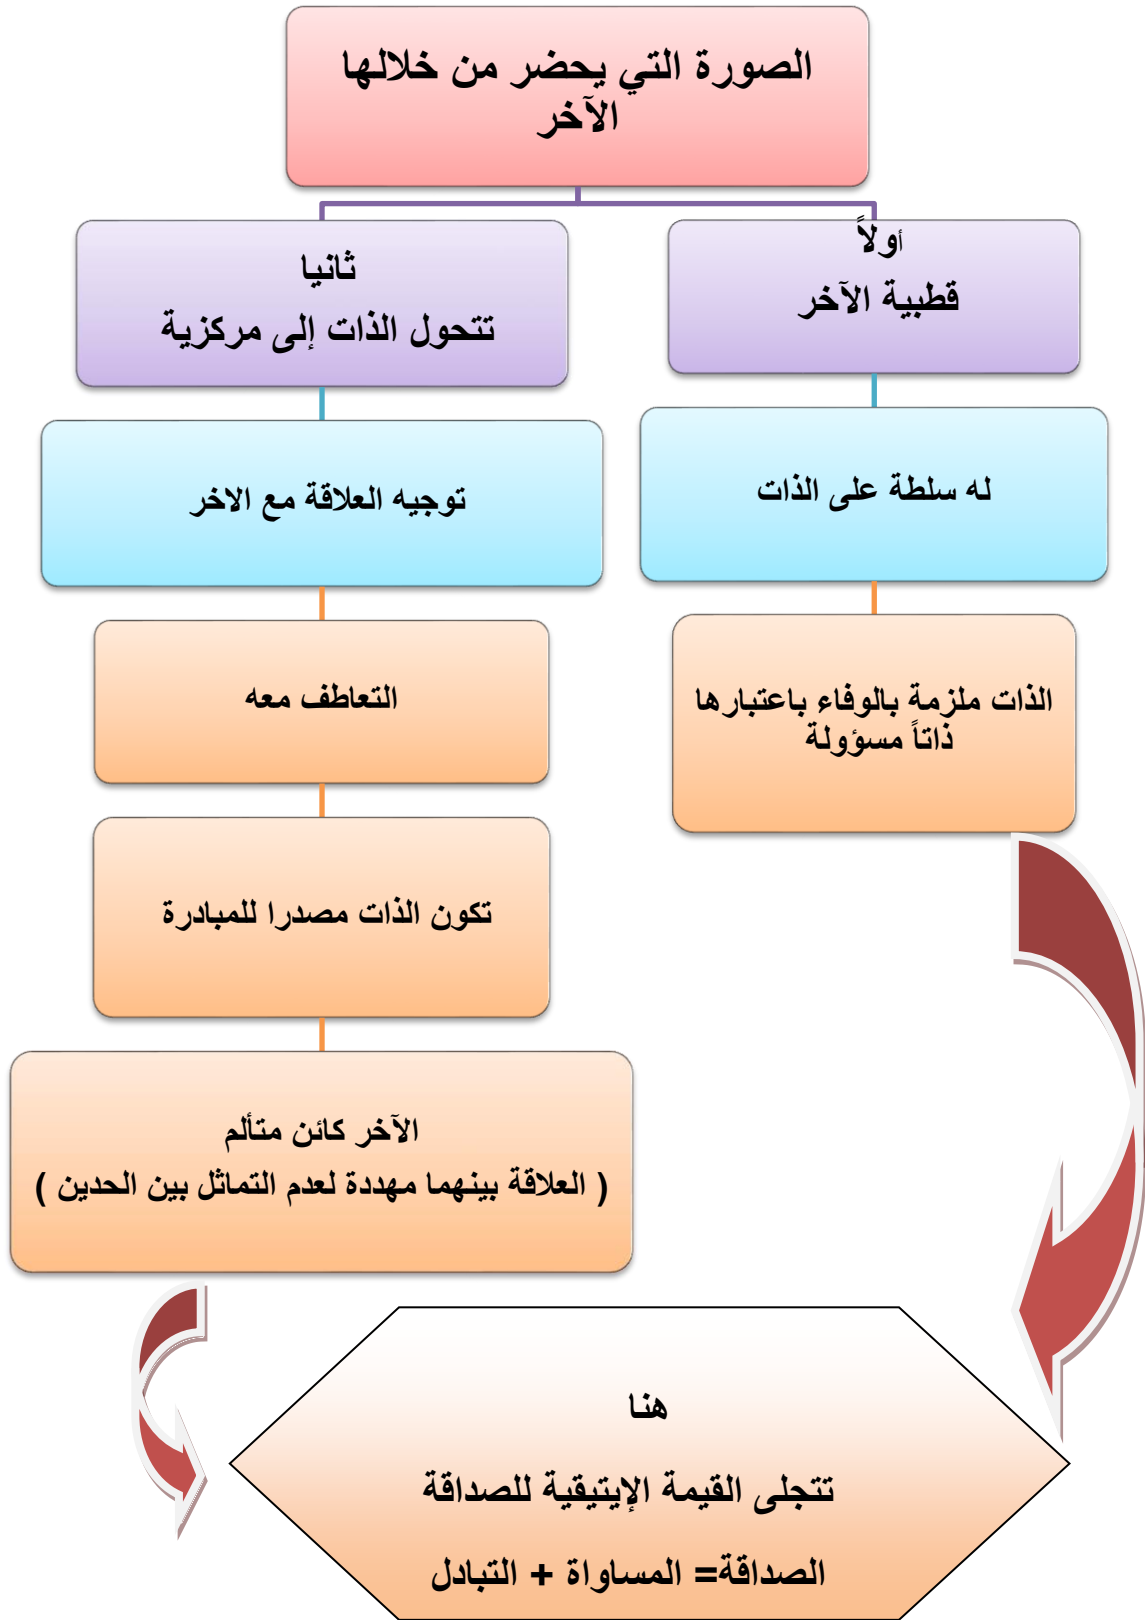 الصورة التي يحضر من خلالها
الآخر
أولاً
قطبية الآخر
له سلطة على الذات
الذات ملزمة بالوفاء باعتبارها
ذاتاً مسؤولة
ثانيا
تتحول الذات إلى مركزية
توجيه العلاقة مع الاخر
التعاطف معه
تكون الذات مصدرا للمبادرة
الآخر كائن متألم
( العلاقة بينهما مهددة لعدم التماثل بين الحدين )
هنا
تتجلى القيمة الإيتيقية للصداقة
الصداقة= المساواة + التبادل